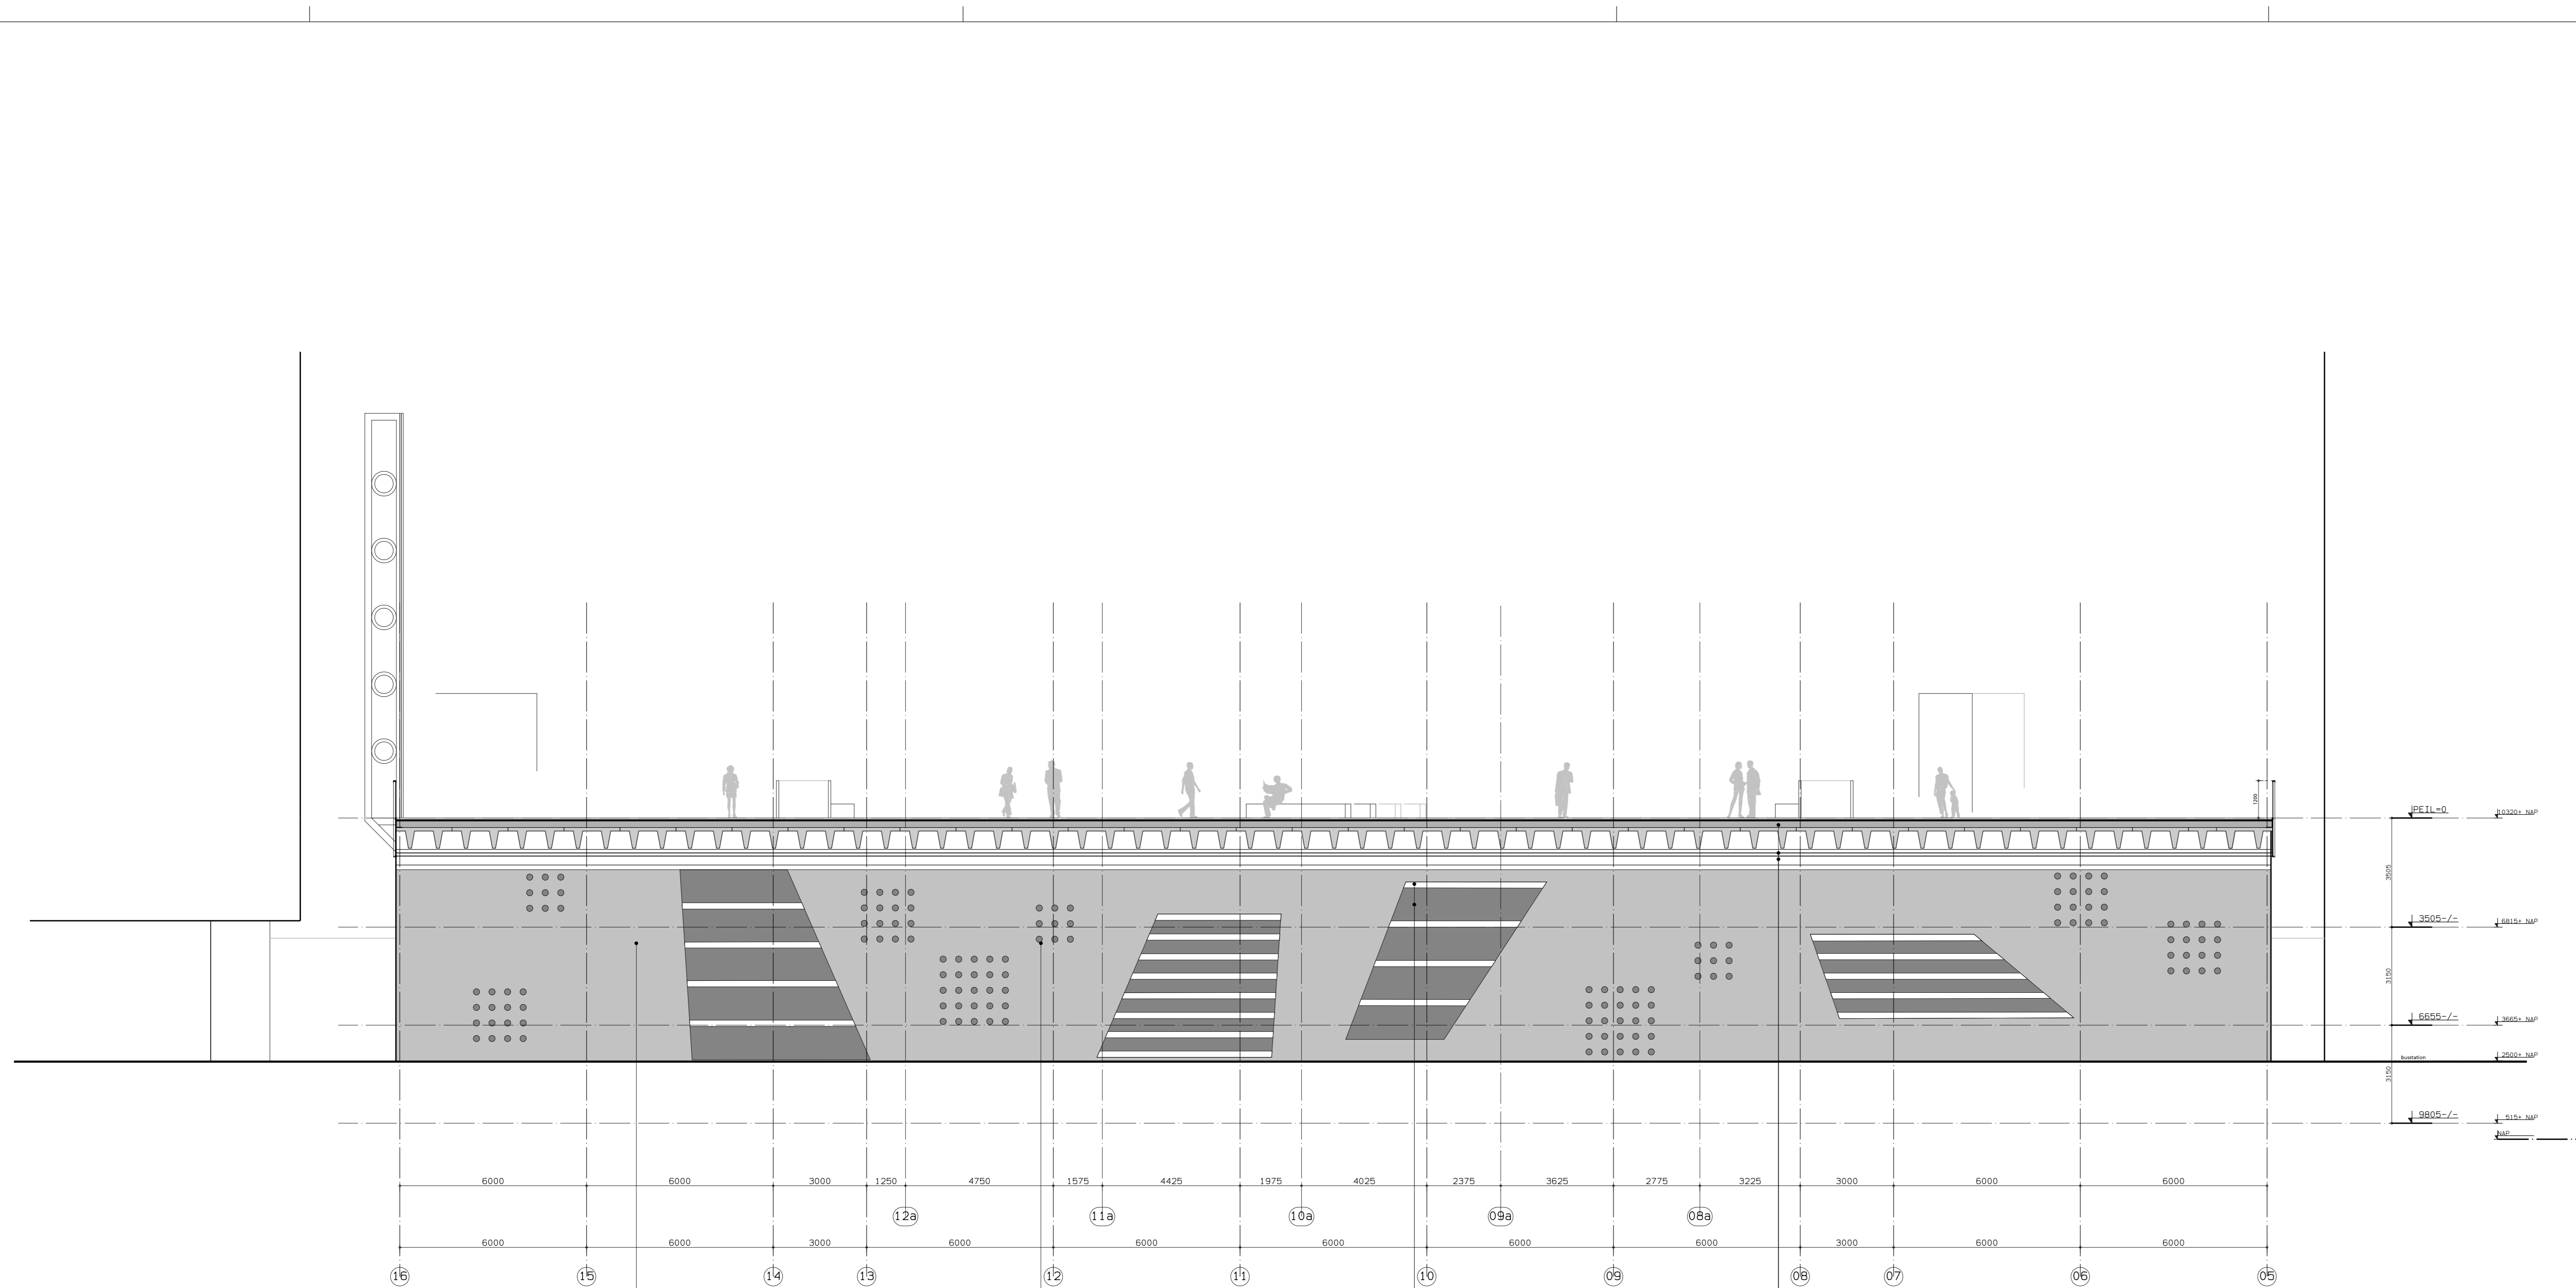 1200
PEIL=0
10320+ NAP
3505
3505-/-
6815+ NAP
3150
6655-/-
3665+ NAP
busstation
2500+ NAP
3150
9805-/-
515+ NAP
NAP
6000 6000 3000 1250 4750 1575 4425 1975 4025 2375 3625 2775 3225 3000 6000 6000
12a 11a 10a 09a 08a
6000 6000 3000 6000 6000 6000 6000 6000 3000 6000 6000
16 15 14 13 12 11 10 09 08 07 06 05